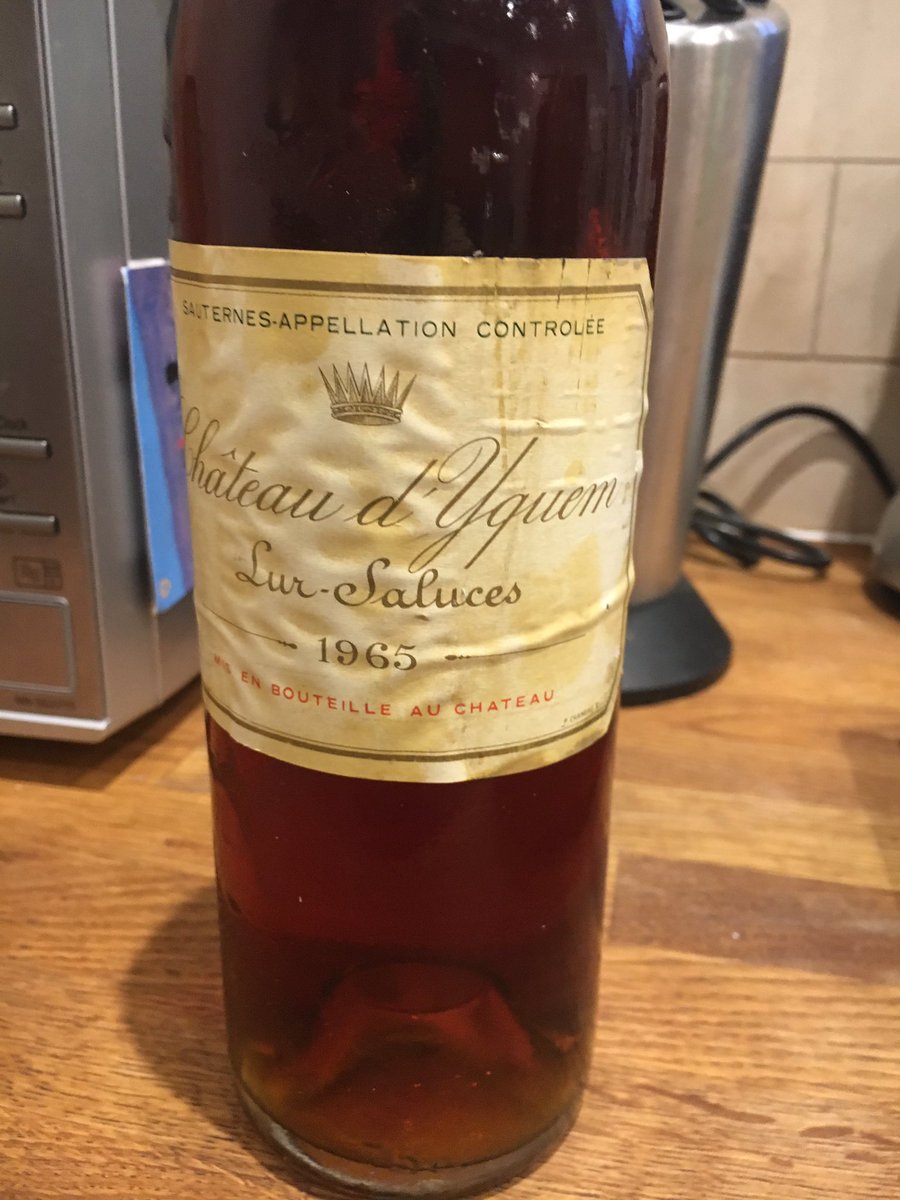 SAUTERNES-APPELLATION CONTROLÉE
Château d'Yquem
Lur-Saluces
1965
MIS EN BOUTEILLE AU CHATEAU